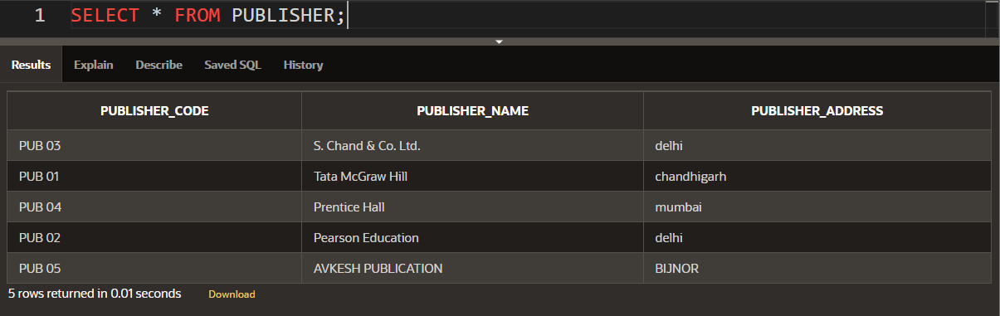 1 SELECT * FROM PUBLISHER;
Results Explain Describe Saved SQL History
PUBLISHER_CODE PUBLISHER_NAME PUBLISHER_ADDRESS
PUB 03 S. Chand & Co. Ltd. delhi
PUB 01 Tata McGraw Hill chandhigarh
PUB 04 Prentice Hall mumbai
PUB 02 Pearson Education delhi
PUB 05 AVKESH PUBLICATION BIJNOR
5 rows returned in 0.01 seconds Download